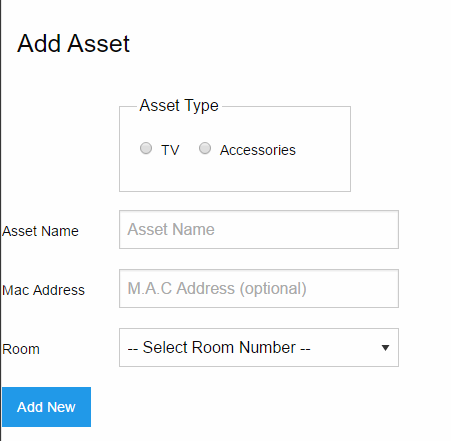 Add Asset
Asset Type
TV Accessories
Asset Name Asset Name
Mac Address M.A.C Address (optional)
Room -- Select Room Number --
Add New